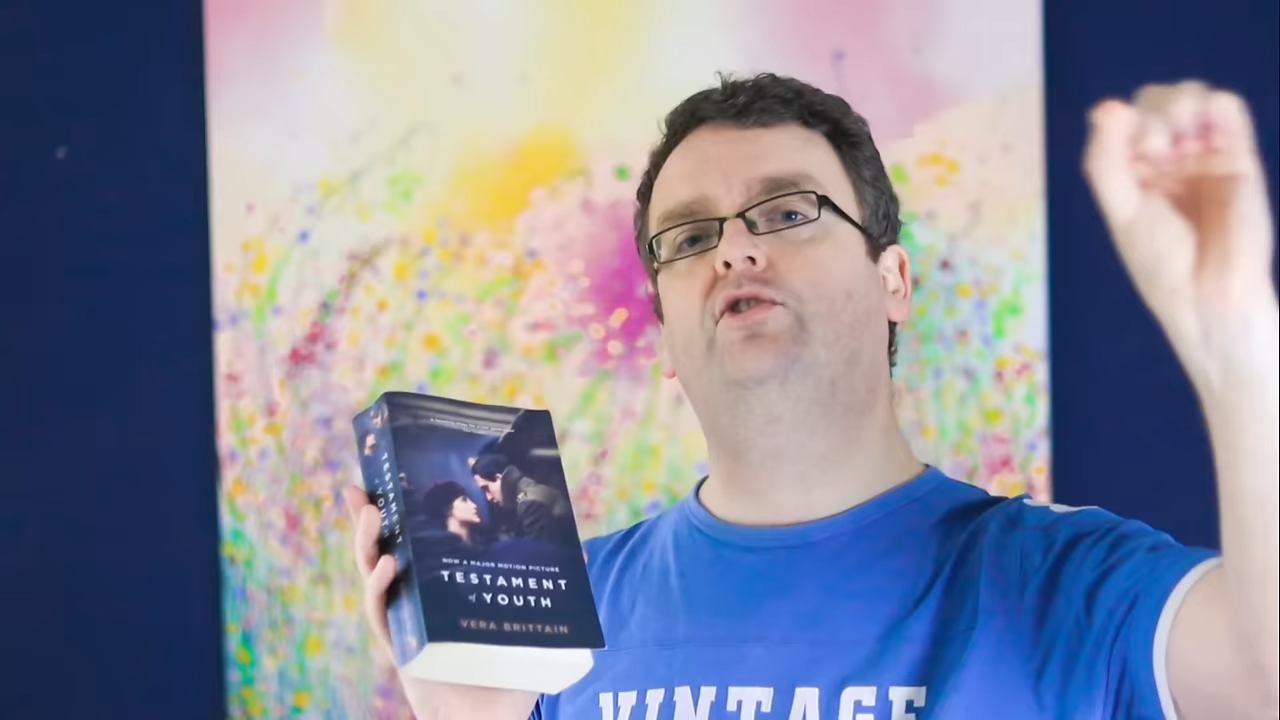 TESTAMENT
of YOUTH
NOW A MAJOR MOTION PICTURE
TESTAMENT
of YOUTH
VERA BRITTAIN
VINTAGE